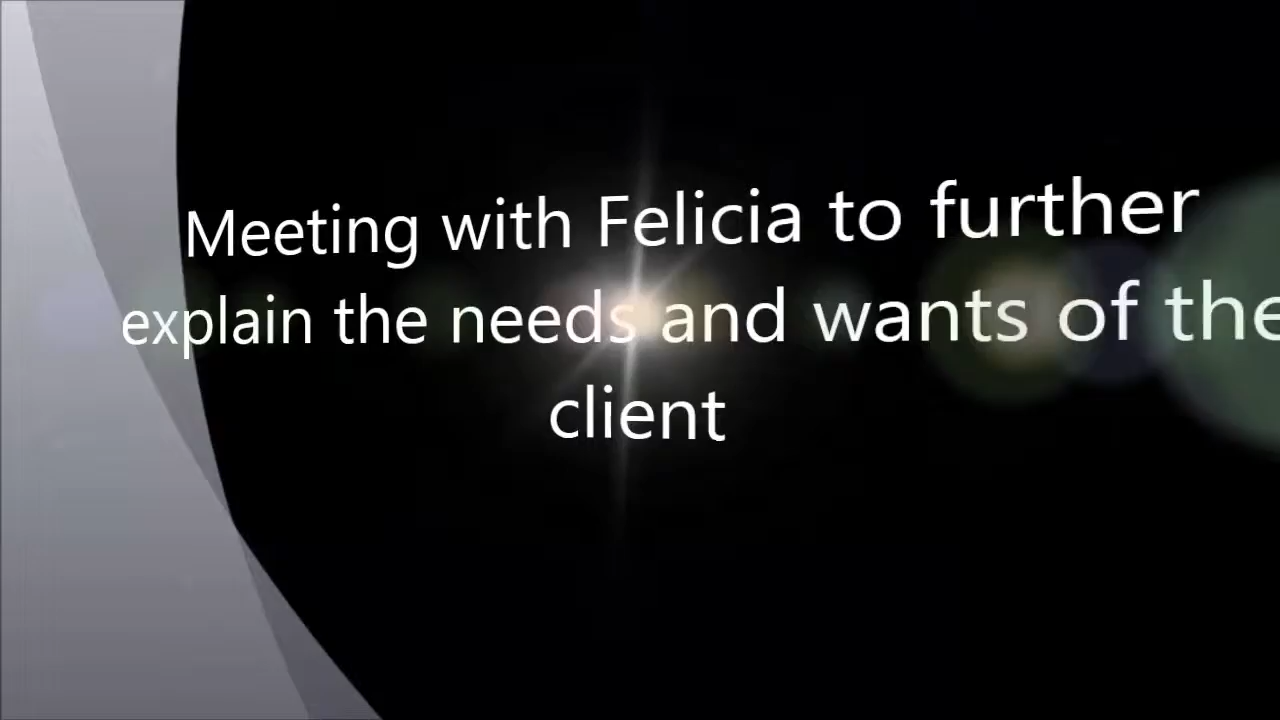 Meeting with Felicia to further
explain the needs and wants of the
client